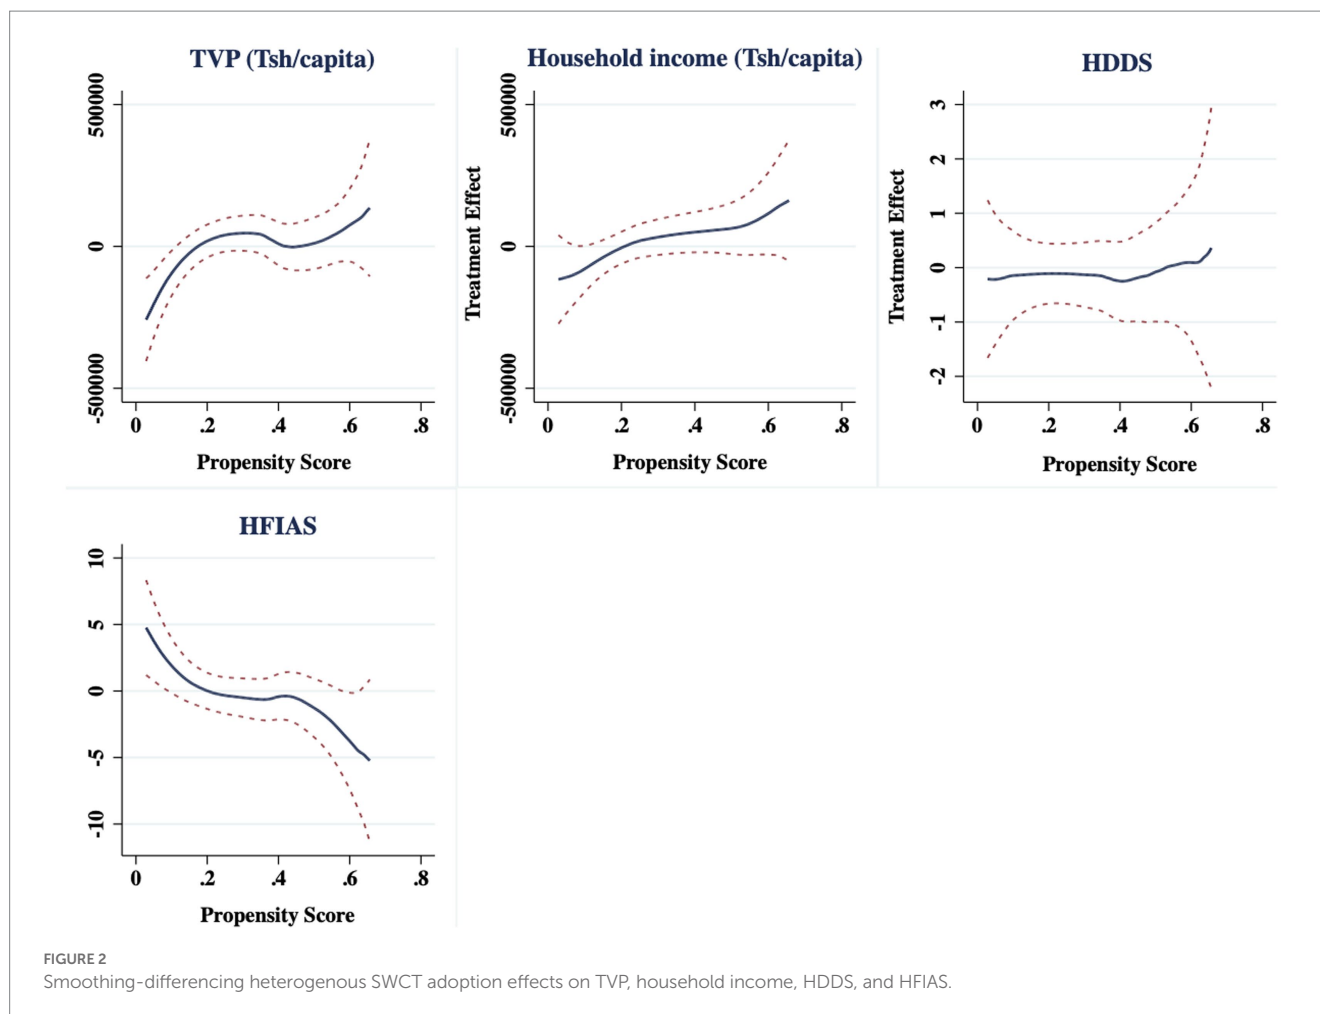 TVP (Tsh/capita)
500000
0
-500000
0 .2 .4 .6 .8
Propensity Score
Household income (Tsh/capita)
Treatment Effect
500000
0
-500000
0 .2 .4 .6 .8
Propensity Score
HDDS
Treatment Effect
3
2
1
0
-1
-2
0 .2 .4 .6 .8
Propensity Score
HFIAS
10
5
0
-5
-10
0 .2 .4 .6 .8
Propensity Score
FIGURE 2
Smoothing-differencing heterogenous SWCT adoption effects on TVP, household income, HDDS, and HFIAS.